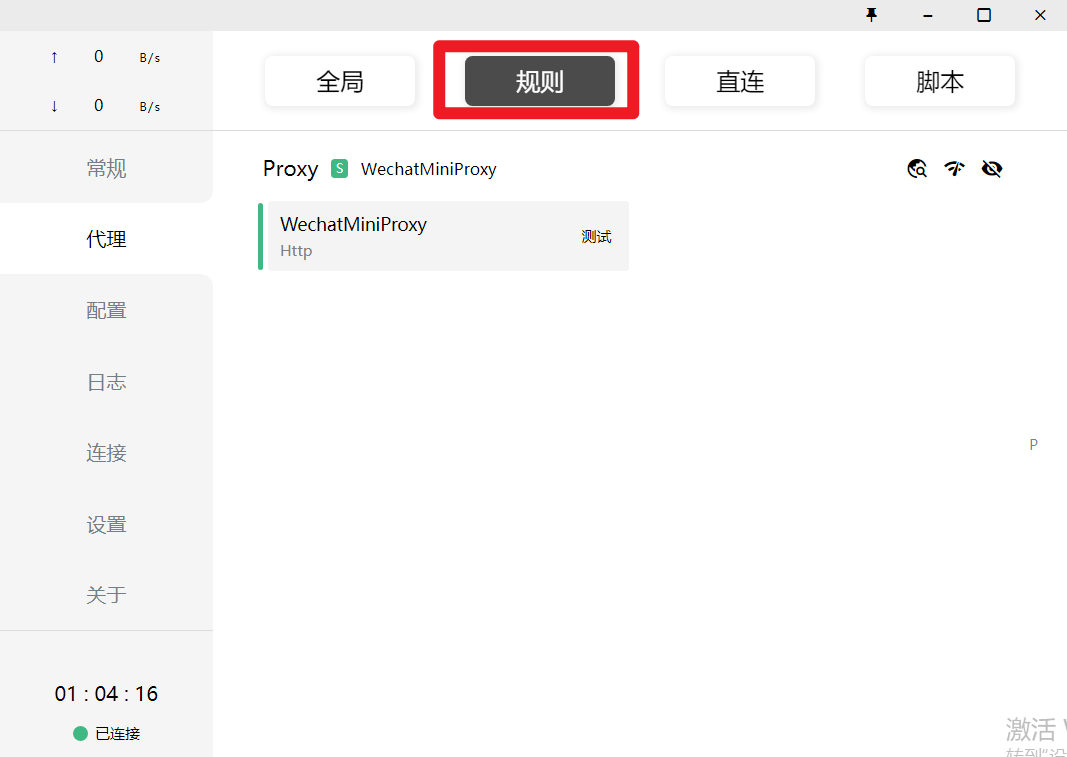 ↑ 0 B/s
↓ 0 B/s
全局 规则 直连 脚本
常规
代理
配置
日志
连接
设置
关于
01 : 04 : 16
已连接
Proxy S WechatMiniProxy
WechatMiniProxy
Http
测试
P
激活